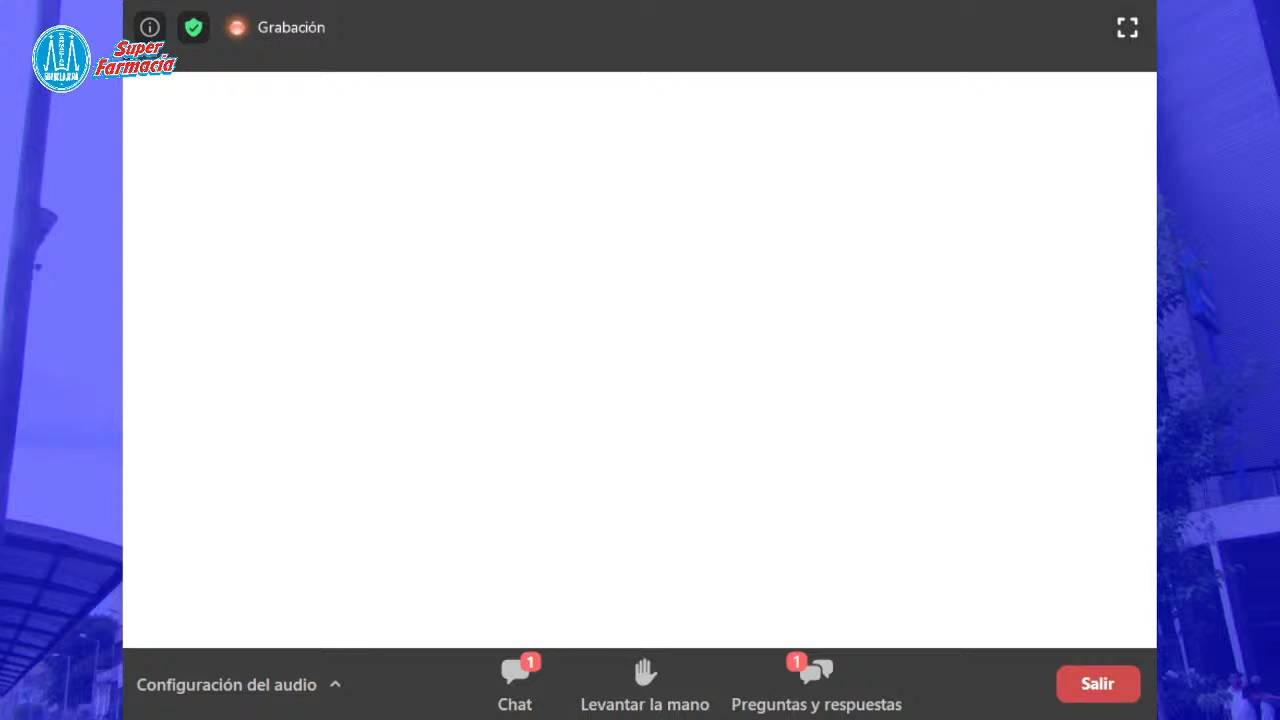 Grabación
Super
Farmacia
Configuración del audio
1
Chat
Levantar la mano
1
Preguntas y respuestas
Salir